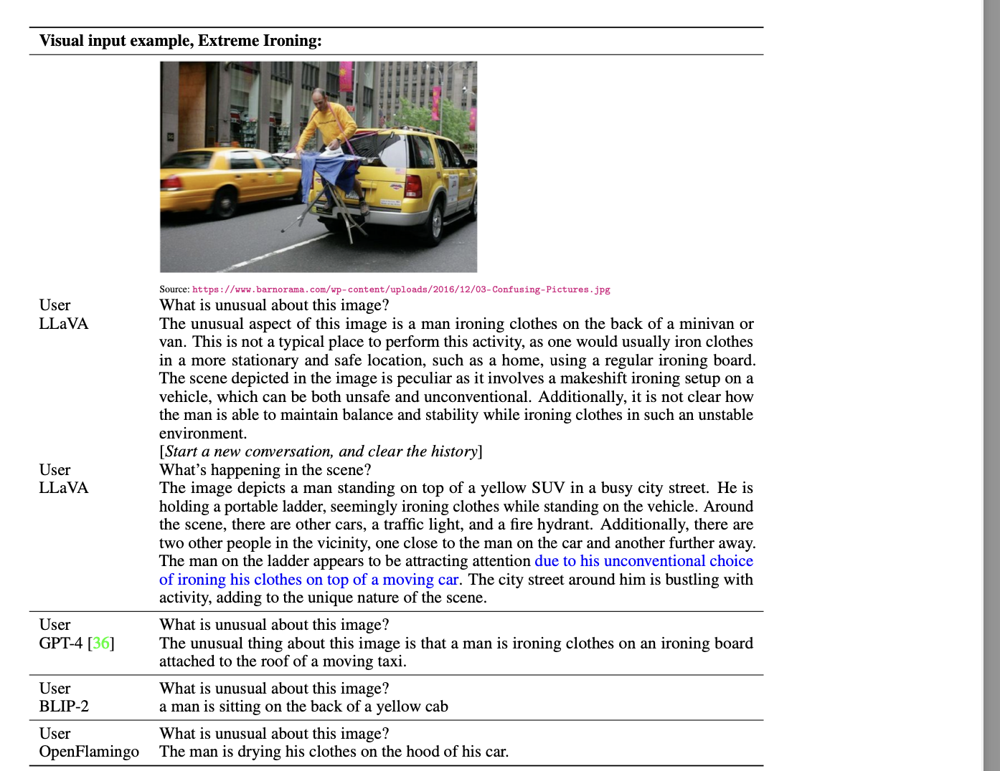 Visual input example, Extreme Ironing:
Source: https://www.barnorama.com/wp-content/uploads/2016/12/03-Confusing-Pictures.jpg
User What is unusual about this image?
LLaVA The unusual aspect of this image is a man ironing clothes on the back of a minivan or
van. This is not a typical place to perform this activity, as one would usually iron clothes
in a more stationary and safe location, such as a home, using a regular ironing board.
The scene depicted in the image is peculiar as it involves a makeshift ironing setup on a
vehicle, which can be both unsafe and unconventional. Additionally, it is not clear how
the man is able to maintain balance and stability while ironing clothes in such an unstable
environment.
[Start a new conversation, and clear the history]
User What's happening in the scene?
LLaVA The image depicts a man standing on top of a yellow SUV in a busy city street. He is
holding a portable ladder, seemingly ironing clothes while standing on the vehicle. Around
the scene, there are other cars, a traffic light, and a fire hydrant. Additionally, there are
two other people in the vicinity, one close to the man on the car and another further away.
The man on the ladder appears to be attracting attention due to his unconventional choice
of ironing his clothes on top of a moving car. The city street around him is bustling with
activity, adding to the unique nature of the scene.
User What is unusual about this image?
GPT-4 [36] The unusual thing about this image is that a man is ironing clothes on an ironing board
attached to the roof of a moving taxi.
User What is unusual about this image?
BLIP-2 a man is sitting on the back of a yellow cab
User What is unusual about this image?
OpenFlamingo The man is drying his clothes on the hood of his car.